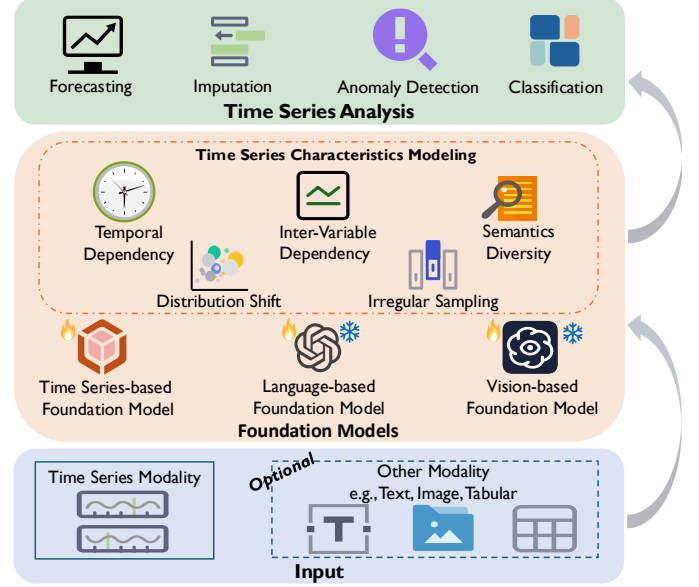 Forecasting
Imputation
Anomaly Detection
Classification
Time Series Analysis
Time Series Characteristics Modeling
Temporal
Dependency
Inter-Variable
Dependency
Semantics
Diversity
Distribution Shift
Irregular Sampling
Time Series-based
Foundation Model
Language-based
Foundation Model
Vision-based
Foundation Model
Foundation Models
Time Series Modality
Optional
Other Modality
e.g., Text, Image, Tabular
T
Input